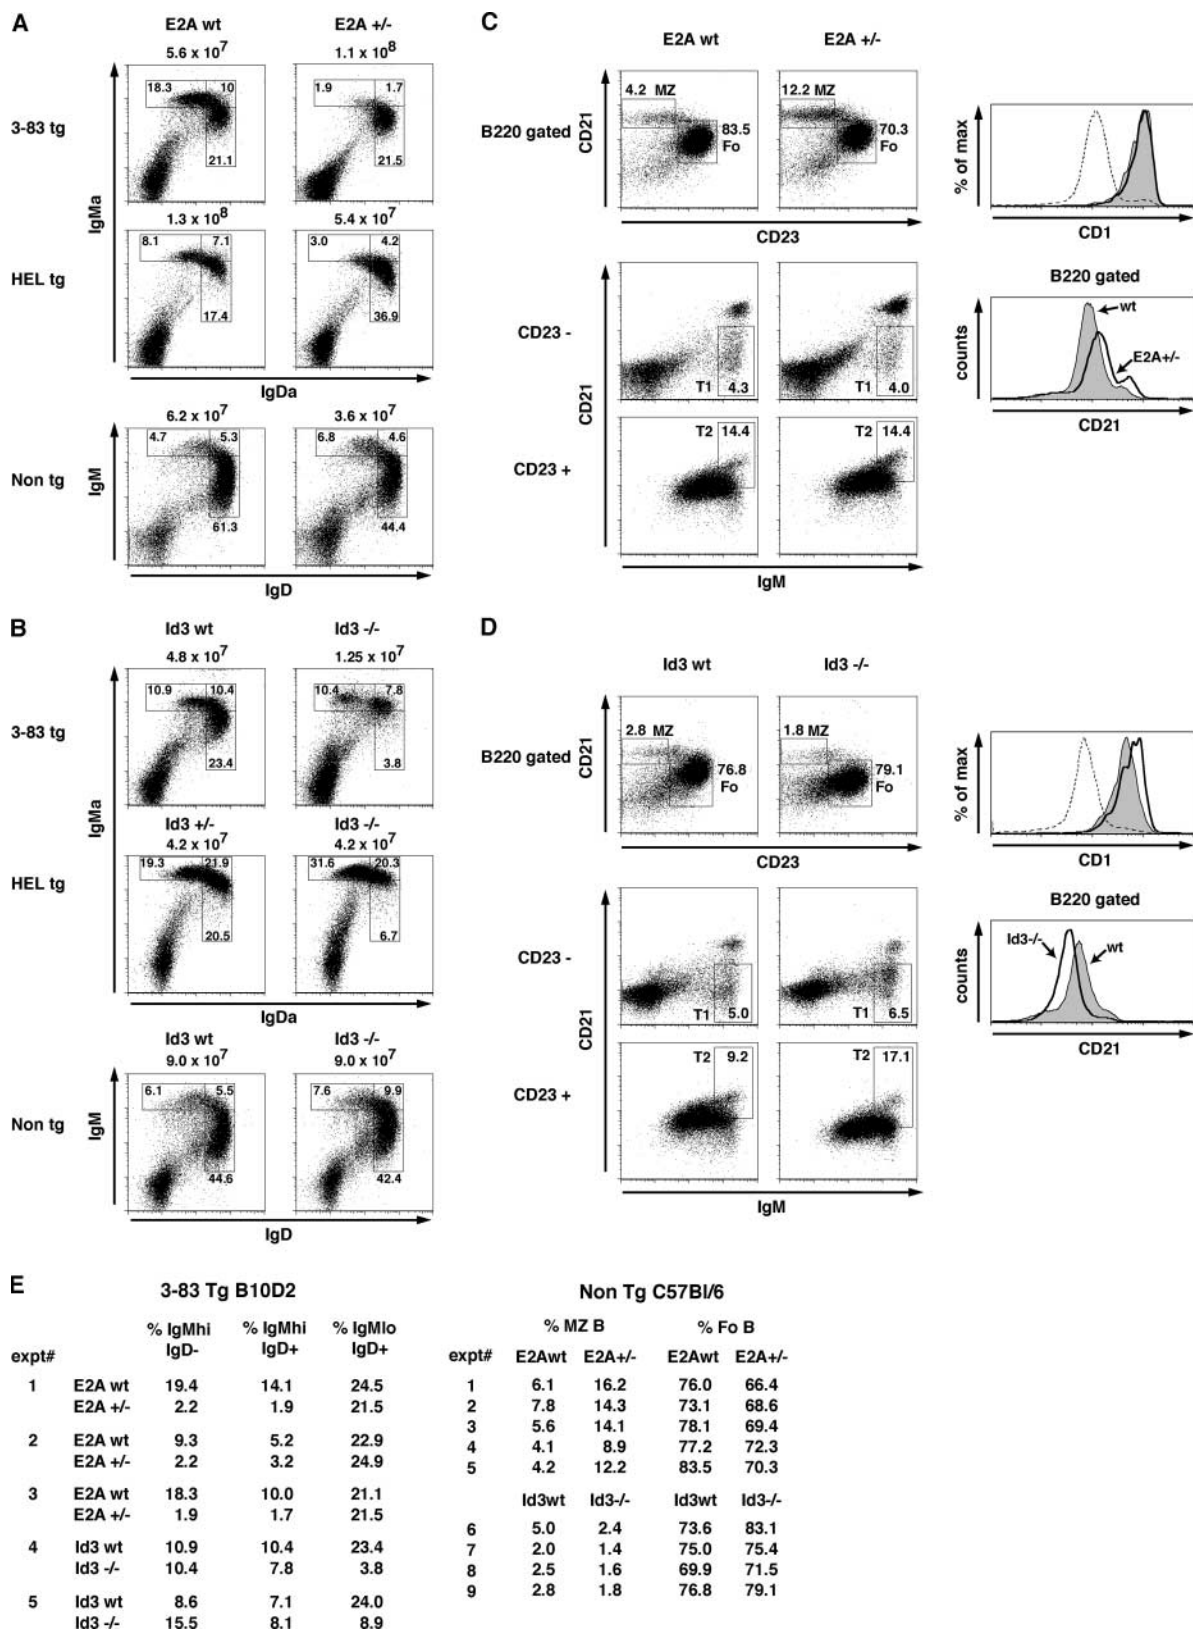 A
E2A wt E2A +/-
5.6 x 10^7 1.1 x 10^8
3-83 tg
18.3 10
21.1
1.9 1.7
21.5
IgMa
1.3 x 10^8 5.4 x 10^7
HEL tg
8.1 7.1
17.4
3.0 4.2
36.9
IgDa
6.2 x 10^7 3.6 x 10^7
Non tg
IgM
4.7 5.3
61.3
6.8 4.6
44.4
IgD
B
Id3 wt Id3 -/-
4.8 x 10^7 1.25 x 10^7
3-83 tg
10.9 10.4
23.4
10.4 7.8
3.8
IgMa
Id3 +/- Id3 -/-
4.2 x 10^7 4.2 x 10^7
HEL tg
19.3 21.9
20.5
31.6 20.3
6.7
IgDa
Id3 wt Id3 -/-
9.0 x 10^7 9.0 x 10^7
Non tg
IgM
6.1 5.5
44.6
7.6 9.9
42.4
IgD
C
E2A wt E2A +/-
B220 gated
CD21
4.2 MZ
83.5
Fo
12.2 MZ
70.3
Fo
CD23
% of max
CD1
CD23 -
T1 4.3
T1 4.0
CD21
CD23 +
T2 14.4
T2 14.4
IgM
B220 gated
wt
E2A+/-
counts
CD21
D
Id3 wt Id3 -/-
B220 gated
CD21
2.8 MZ
76.8
Fo
1.8 MZ
79.1
Fo
CD23
% of max
CD1
CD23 -
T1 5.0
T1 6.5
CD21
CD23 +
T2 9.2
T2 17.1
IgM
B220 gated
Id3-/-
wt
counts
CD21
E
3-83 Tg B10D2
% IgMhi % IgMhi % IgMlo
IgD- IgD+ IgD+
expt#
1 E2A wt 19.4 14.1 24.5
E2A +/- 2.2 1.9 21.5
2 E2A wt 9.3 5.2 22.9
E2A +/- 2.2 3.2 24.9
3 E2A wt 18.3 10.0 21.1
E2A +/- 1.9 1.7 21.5
4 Id3 wt 10.9 10.4 23.4
Id3 -/- 10.4 7.8 3.8
5 Id3 wt 8.6 7.1 24.0
Id3 -/- 15.5 8.1 8.9
Non Tg C57Bl/6
% MZ B % Fo B
expt# E2Awt E2A+/- E2Awt E2A+/-
1 6.1 16.2 76.0 66.4
2 7.8 14.3 73.1 68.6
3 5.6 14.1 78.1 69.4
4 4.1 8.9 77.2 72.3
5 4.2 12.2 83.5 70.3
Id3wt Id3-/- Id3wt Id3-/-
6 5.0 2.4 73.6 83.1
7 2.0 1.4 75.0 75.4
8 2.5 1.6 69.9 71.5
9 2.8 1.8 76.8 79.1